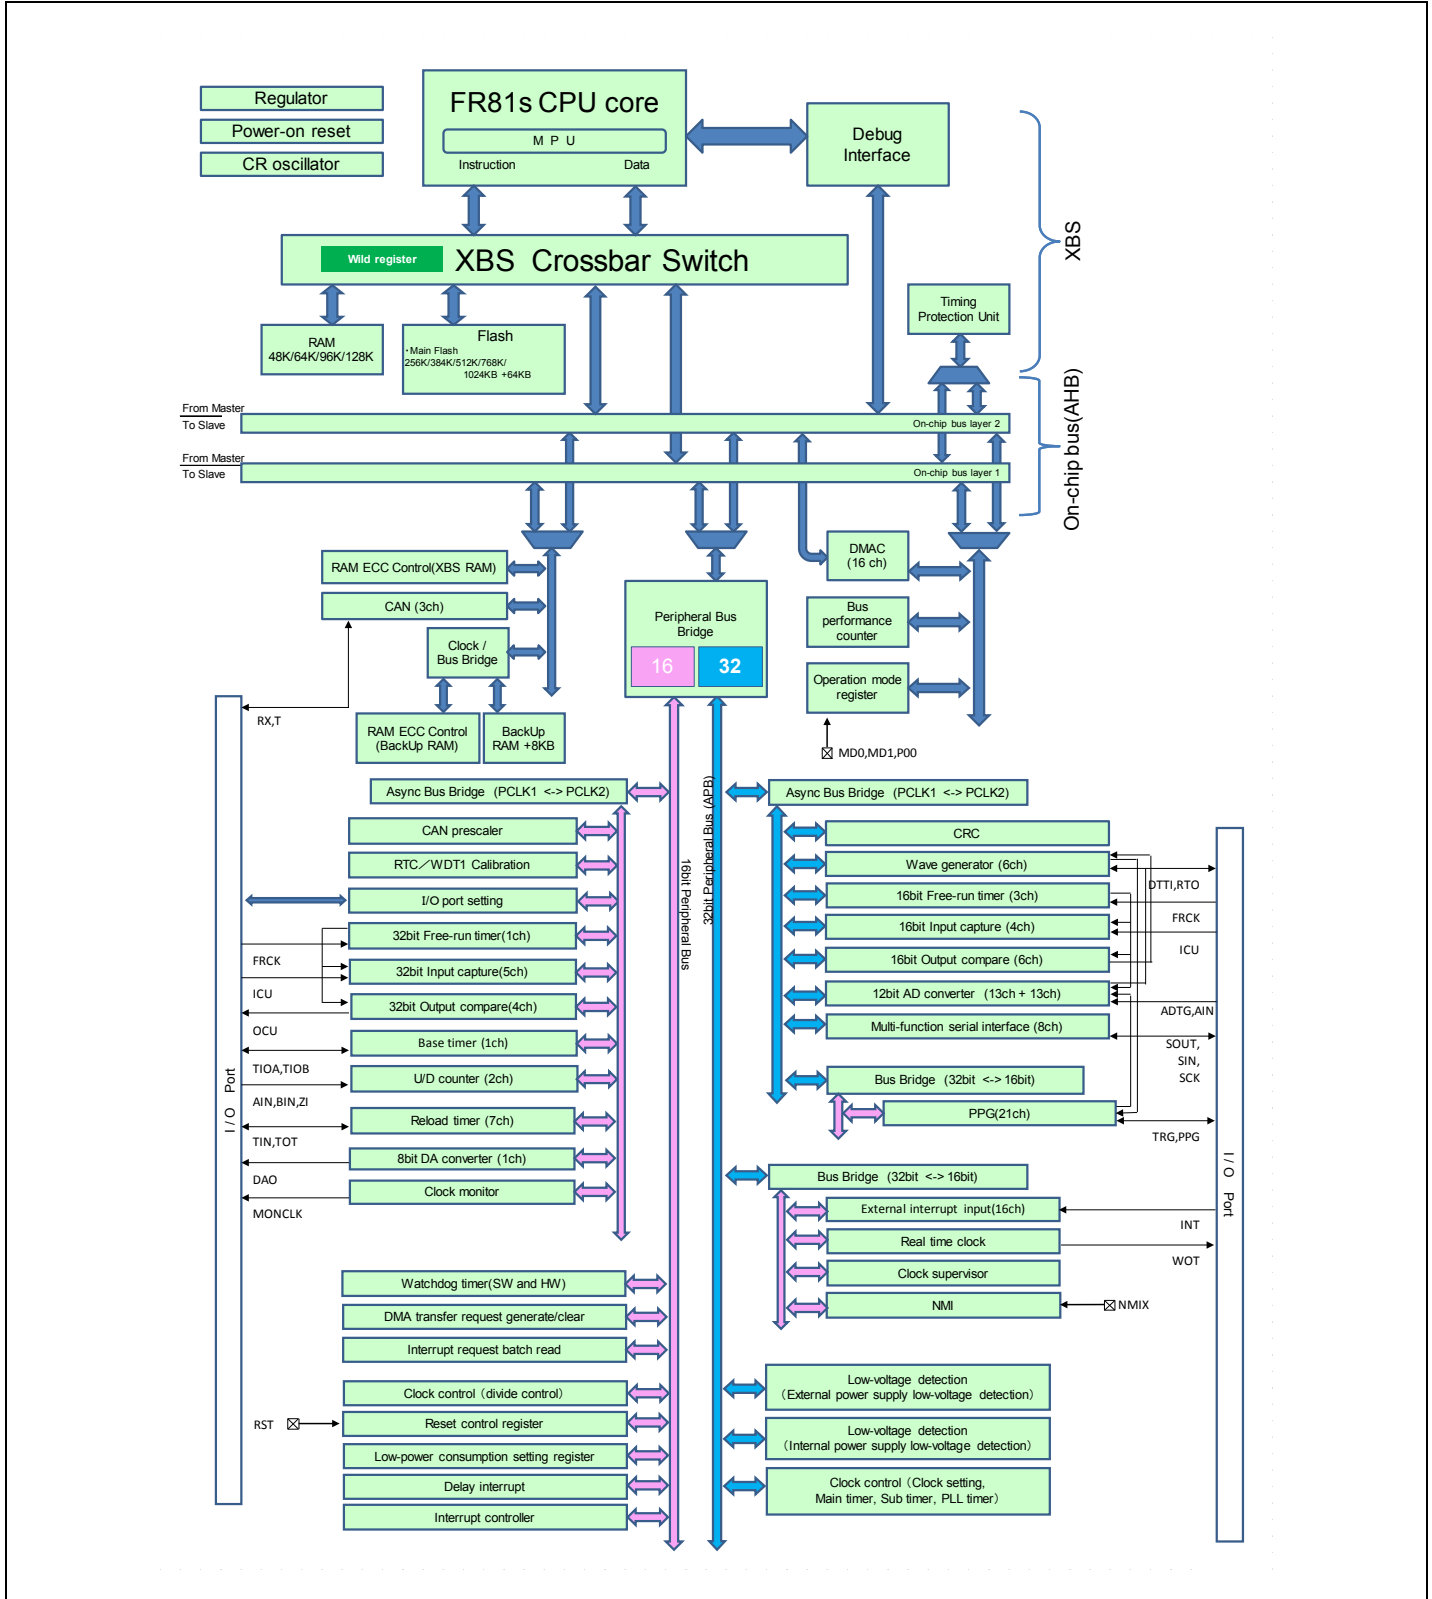 Regulator
Power-on reset
CR oscillator
FR81s CPU core
M P U
Instruction
Data
Debug
Interface
XBS
Wild register
XBS Crossbar Switch
Timing
Protection Unit
RAM
48K/64K/96K/128K
Flash
・Main Flash
256K/384K/512K/768K/
1024KB +64KB
On-chip bus(AHB)
From Master
To Slave
On-chip bus layer 2
From Master
To Slave
On-chip bus layer 1
RAM ECC Control(XBS RAM)
CAN (3ch)
Clock /
Bus Bridge
RAM ECC Control
(BackUp RAM)
BackUp
RAM +8KB
RX,T
Peripheral Bus
Bridge
16
32
DMAC
(16 ch)
Bus
performance
counter
Operation mode
register
MD0,MD1,P00
16bit Peripheral Bus
32bit Peripheral Bus (APB)
Async Bus Bridge (PCLK1 <-> PCLK2)
CAN prescaler
RTC／WDT1 Calibration
I/O port setting
32bit Free-run timer(1ch)
32bit Input capture(5ch)
32bit Output compare(4ch)
Base timer (1ch)
U/D counter (2ch)
Reload timer (7ch)
8bit DA converter (1ch)
Clock monitor
FRCK
ICU
OCU
TIOA,TIOB
AIN,BIN,ZI
TIN,TOT
DAO
MONCLK
I / O Port
Watchdog timer(SW and HW)
DMA transfer request generate/clear
Interrupt request batch read
Clock control（divide control）
RST
Reset control register
Low-power consumption setting register
Delay interrupt
Interrupt controller
Async Bus Bridge (PCLK1 <-> PCLK2)
CRC
Wave generator (6ch)
16bit Free-run timer (3ch)
16bit Input capture (4ch)
16bit Output compare (6ch)
12bit AD converter (13ch + 13ch)
Multi-function serial interface (8ch)
Bus Bridge (32bit <-> 16bit)
PPG(21ch)
DTTI,RTO
FRCK
ICU
ADTG,AIN
SOUT,
SIN,
SCK
TRG,PPG
I / O Port
Bus Bridge (32bit <-> 16bit)
External interrupt input(16ch)
Real time clock
Clock supervisor
NMI
INT
WOT
NMIX
Low-voltage detection
（External power supply low-voltage detection）
Low-voltage detection
（Internal power supply low-voltage detection）
Clock control（Clock setting,
Main timer, Sub timer, PLL timer）